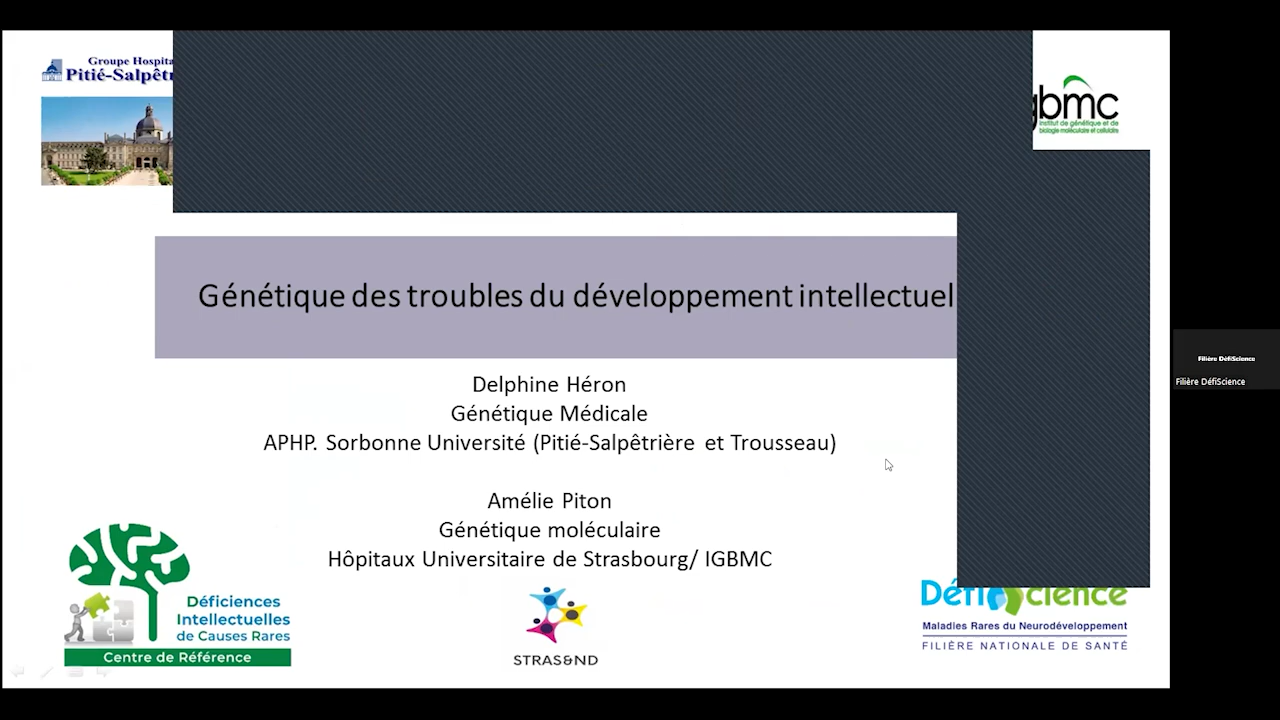 Groupe Hospita
Pitié-Salpêtr
gbmc
institut de génétique et de
biologie moléculaire et cellulaire
Génétique des troubles du développement intellectuel
Delphine Héron
Génétique Médicale
APHP. Sorbonne Université (Pitié-Salpêtrière et Trousseau)
Amélie Piton
Génétique moléculaire
Hôpitaux Universitaire de Strasbourg/ IGBMC
Déficiences
Intellectuelles
de Causes Rares
Centre de Référence
STRAS&ND
DéfiScience
Maladies Rares du Neurodéveloppement
FILIÈRE NATIONALE DE SANTÉ
Filière DéfiScience
Filière DéfiScience